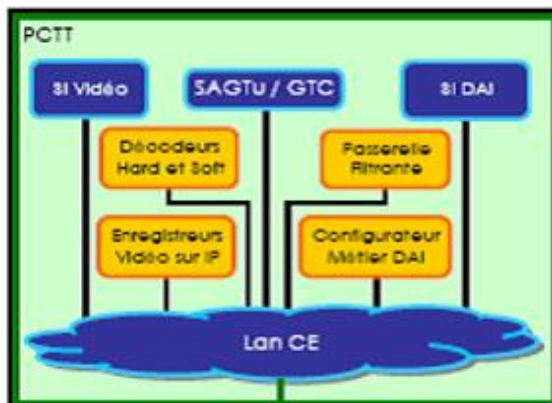 PCTT
SI Vidéo
SAGTu / GTC
SI DAI
Décodeurs
Hard et Soft
Passerelle
Filtrante
Enregistreurs
Vidéo sur IP
Configurateur
Métier DAI
Lan CE